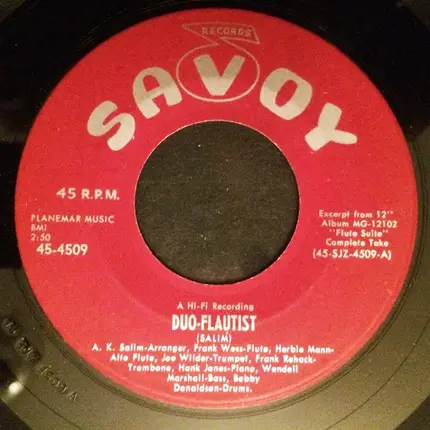 RECORDS
SAVOY
45 R.P.M.
PLANEMAR MUSIC
BMI
2:50
45-4509
Excerpt from 12"
Album MG-12102
"Flute Suite"
Complete Take
(45-SJZ-4509-A)
A Hi-Fi Recording
DUO-FLAUTIST
(SALIM)
A. K. Salim-Arranger, Frank Wess-Flute, Herbie Mann-
Alto Flute, Joe Wilder-Trumpet, Frank Rehack-
Trombone, Hank Janes-Piano, Wendell
Marshall-Bass, Bobby
Donaldson-Drums.